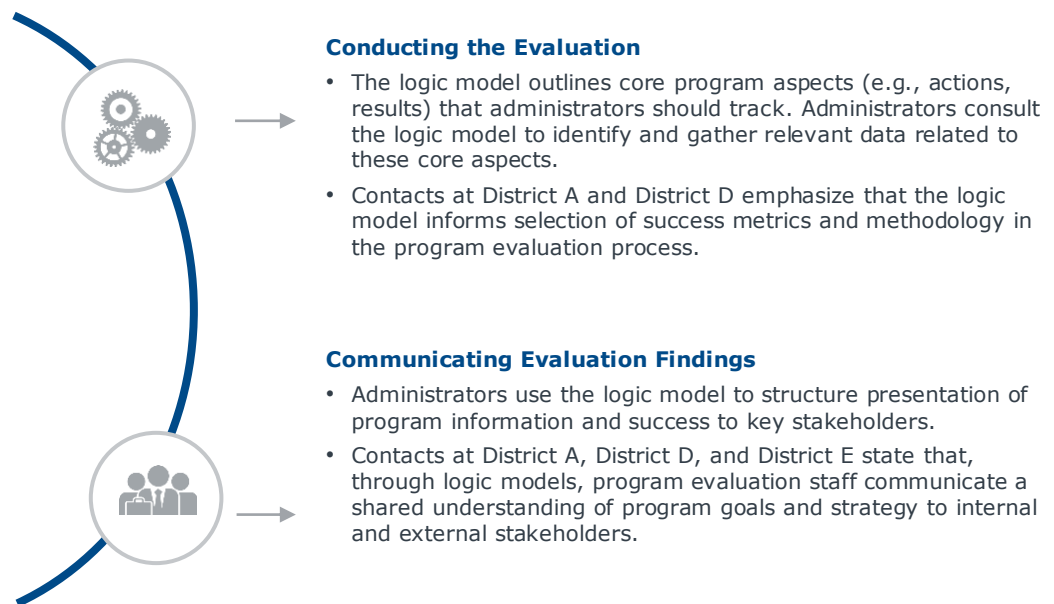 Conducting the Evaluation
• The logic model outlines core program aspects (e.g., actions,
results) that administrators should track. Administrators consult
the logic model to identify and gather relevant data related to
these core aspects.
• Contacts at District A and District D emphasize that the logic
model informs selection of success metrics and methodology in
the program evaluation process.
Communicating Evaluation Findings
• Administrators use the logic model to structure presentation of
program information and success to key stakeholders.
• Contacts at District A, District D, and District E state that,
through logic models, program evaluation staff communicate a
shared understanding of program goals and strategy to internal
and external stakeholders.